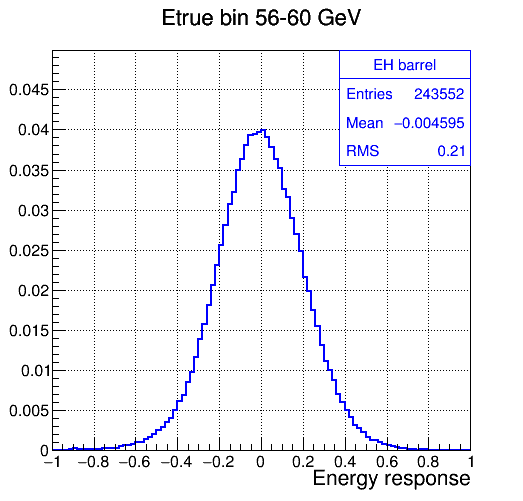 Etrue bin 56-60 GeV
EH barrel
Entries 243552
Mean −0.004595
RMS 0.21
0.045
0.04
0.035
0.03
0.025
0.02
0.015
0.01
0.005
0
−1 −0.8 −0.6 −0.4 −0.2 0 0.2 0.4 0.6 0.8 1
Energy response